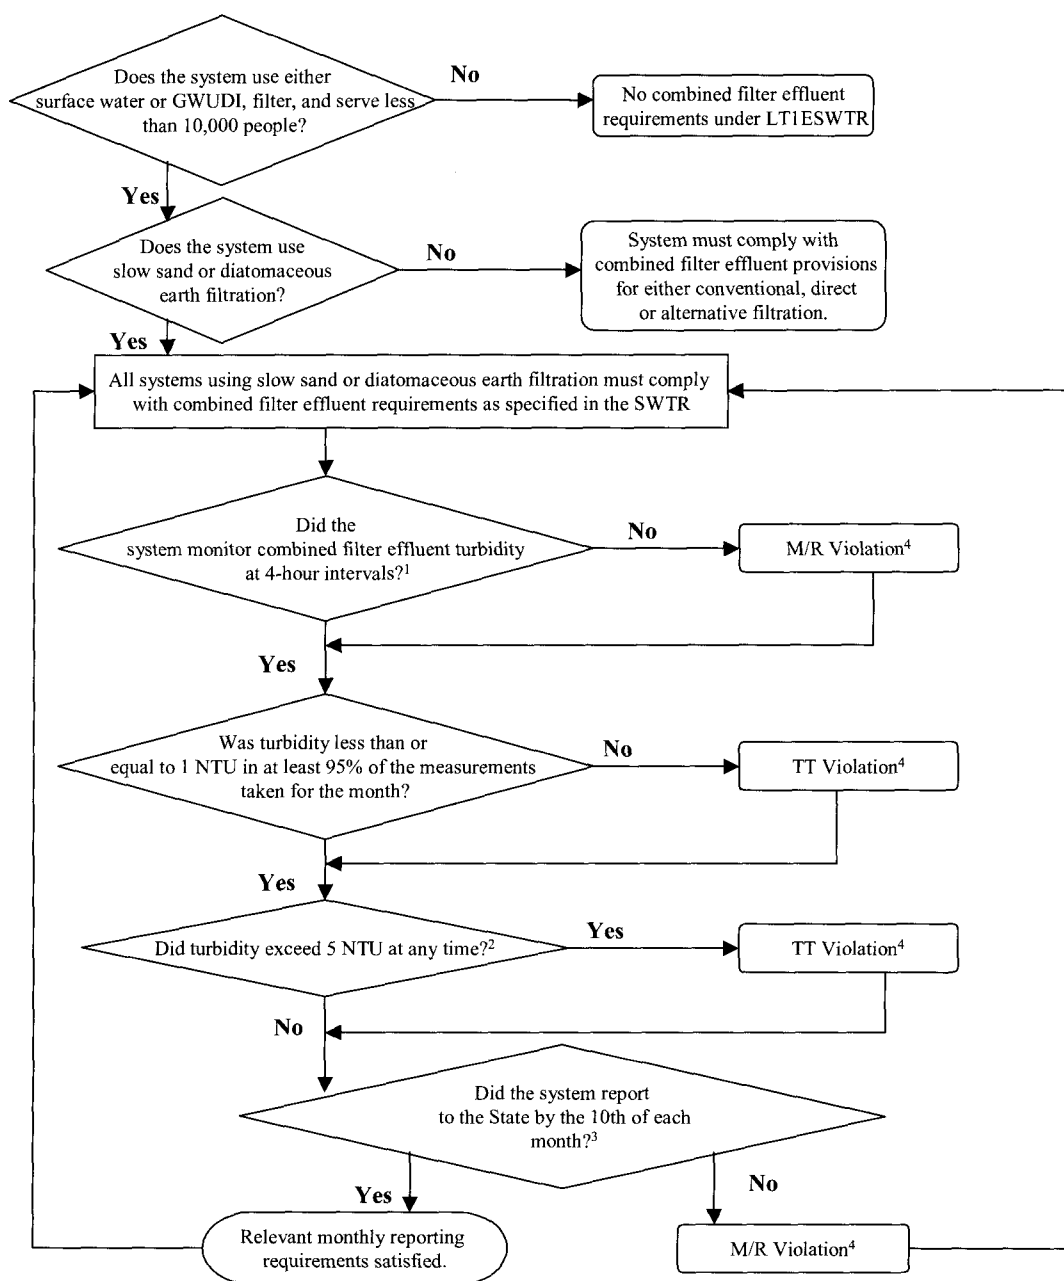 Does the system use either
surface water or GWUDI, filter, and serve less
than 10,000 people?
No
No combined filter effluent
requirements under LT1ESWTR
Yes
Does the system use
slow sand or diatomaceous
earth filtration?
No
System must comply with
combined filter effluent provisions
for either conventional, direct
or alternative filtration.
Yes
All systems using slow sand or diatomaceous earth filtration must comply
with combined filter effluent requirements as specified in the SWTR
Did the
system monitor combined filter effluent turbidity
at 4-hour intervals?¹
No
M/R Violation⁴
Yes
Was turbidity less than or
equal to 1 NTU in at least 95% of the measurements
taken for the month?
No
TT Violation⁴
Yes
Did turbidity exceed 5 NTU at any time?²
Yes
TT Violation⁴
No
Did the system report
to the State by the 10th of each
month?³
Yes
No
Relevant monthly reporting
requirements satisfied.
M/R Violation⁴